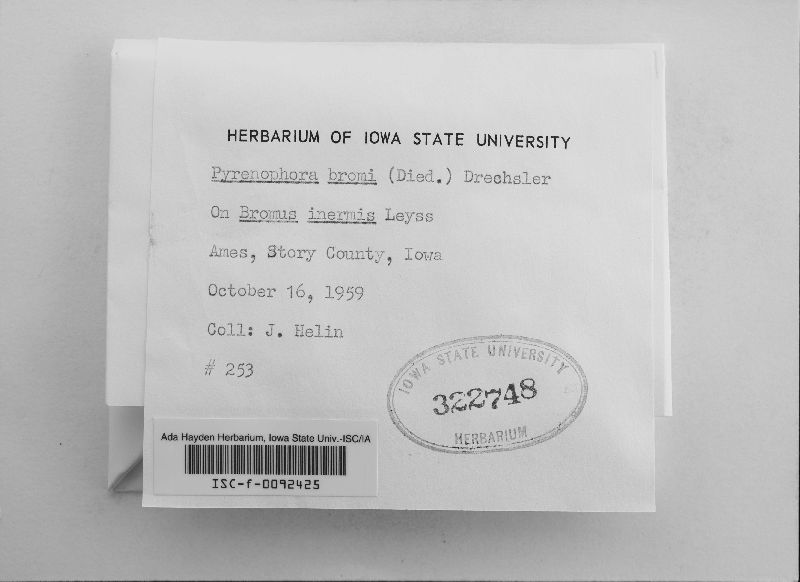 HERBARIUM OF IOWA STATE UNIVERSITY
Pyrenophora bromi (Died.) Drechsler
On Bromus inermis Leyss
Ames, Story County, Iowa
October 16, 1959
Coll: J. Helin
# 253
IOWA STATE UNIVERSITY
322748
HERBARIUM
Ada Hayden Herbarium, Iowa State Univ.-ISC/IA
ISC-f-0092425